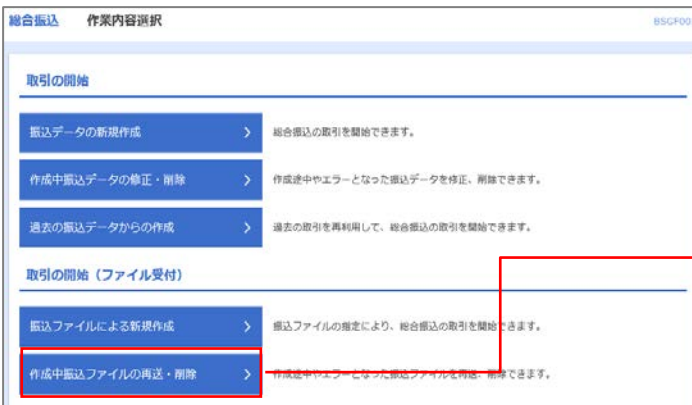 総合振込 作業内容選択 BSGF00
取引の開始
振込データの新規作成 総合振込の取引を開始できます。
作成中振込データの修正・削除 作成途中やエラーとなった振込データを修正、削除できます。
過去の振込データからの作成 過去の取引を再利用して、総合振込の取引を開始できます。
取引の開始（ファイル受付）
振込ファイルによる新規作成 振込ファイルの指定により、総合振込の取引を開始できます。
作成中振込ファイルの再送・削除 作成途中やエラーとなった振込ファイルを再送、削除できます。